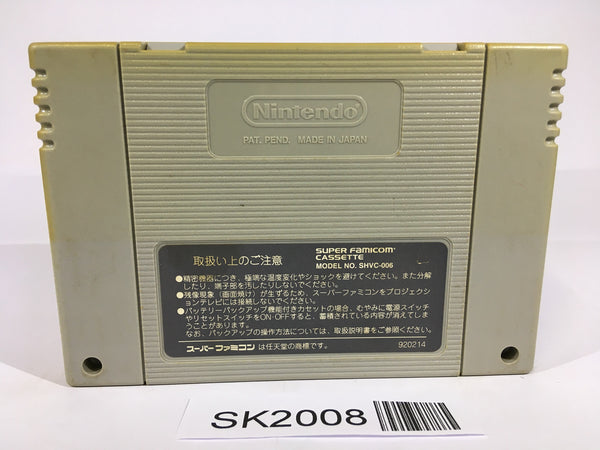 Nintendo
PAT. PEND. MADE IN JAPAN
取扱い上のご注意
SUPER FAMICOM
CASSETTE
MODEL NO. SHVC-006
●精密機器につき、極端な温度変化やショックを避けてください。また分解
したり、端子部を汚したりしないでください。
●残像現象（画面焼け）が生ずるため、スーパーファミコンをプロジェクシ
ョンテレビには接続しないでください。
●バッテリーバックアップ機能付きカセットの場合、むやみに電源スイッチ
やリセットスイッチをON・OFFすると、蓄積されている内容が消えてしま
うことがあります。
なお、バックアップの操作方法については、取扱説明書をご参照ください。
スーパーファミコン は任天堂の商標です。
920214
SK2008